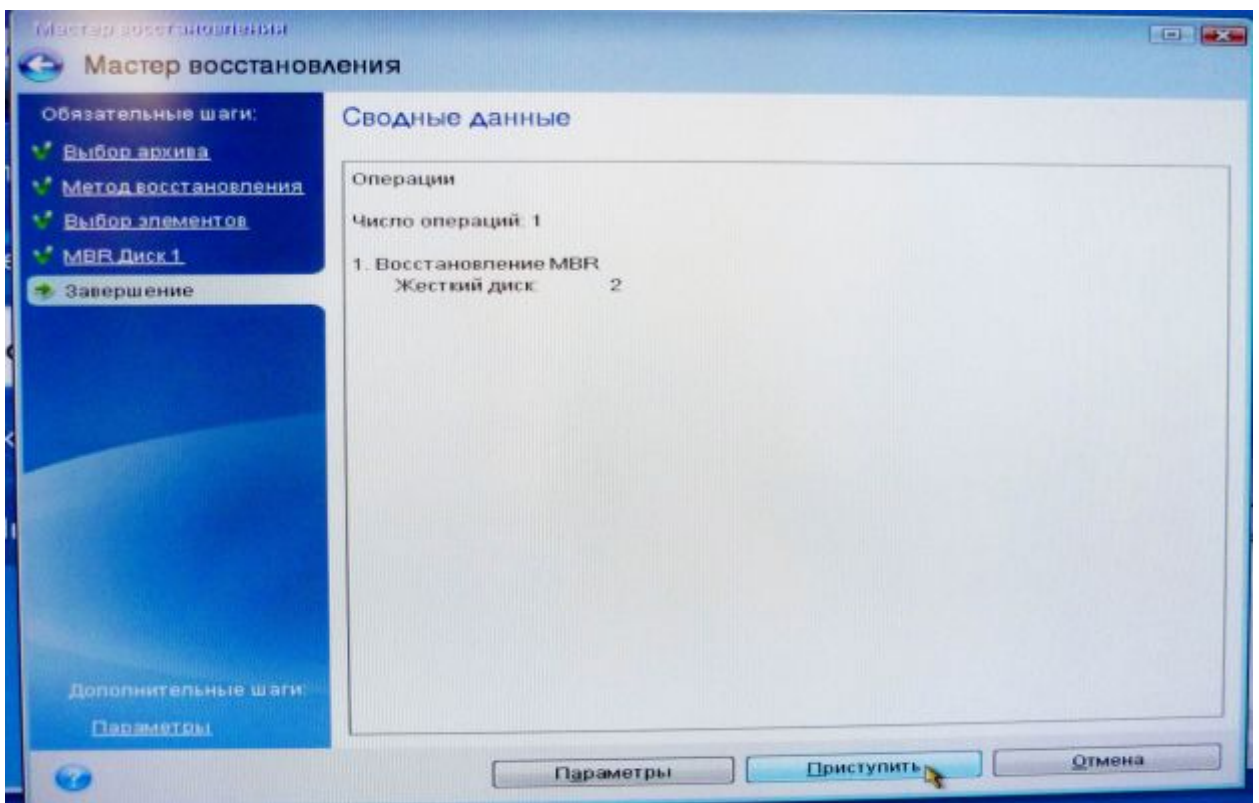 Мастер восстановления
Мастер восстановления
Обязательные шаги:
Выбор архива
Метод восстановления
Выбор элементов
MBR Диск 1
Завершение
Дополнительные шаги:
Параметры
Сводные данные
Операции
Число операций: 1
1. Восстановление MBR
Жесткий диск: 2
Параметры
Приступить
Отмена